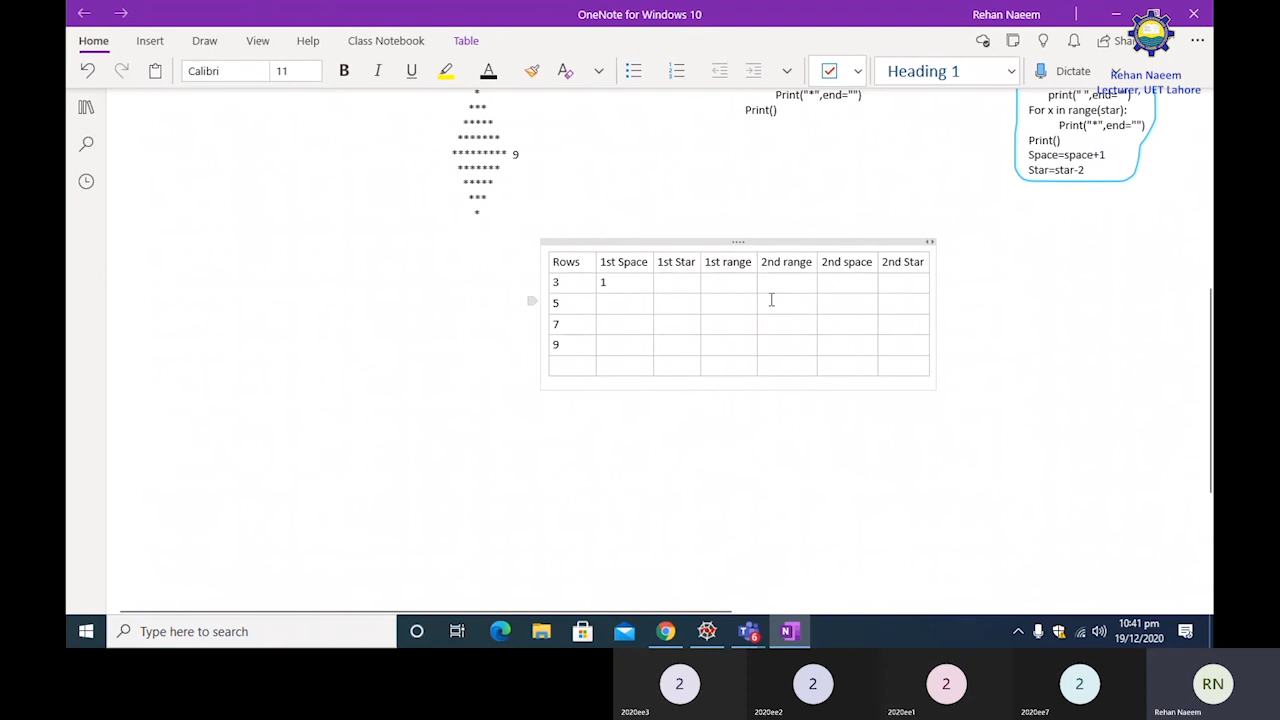 OneNote for Windows 10
Rehan Naeem
Home Insert Draw View Help Class Notebook Table
Calibri 11 B I U Heading 1 Dictate
Rehan Naeem
Lecturer, UET Lahore
*
***
*****
*******
********* 9
*******
*****
***
*
Print("*",end="")
Print()
print(" ",end="")
For x in range(star):
Print("*",end="")
Print()
Space=space+1
Star=star-2
Rows 1st Space 1st Star 1st range 2nd range 2nd space 2nd Star
3 1
5
7
9
Type here to search
6
10:41 pm
19/12/2020
2 2 2 2 RN
2020ee3 2020ee2 2020ee1 2020ee7 Rehan Naeem